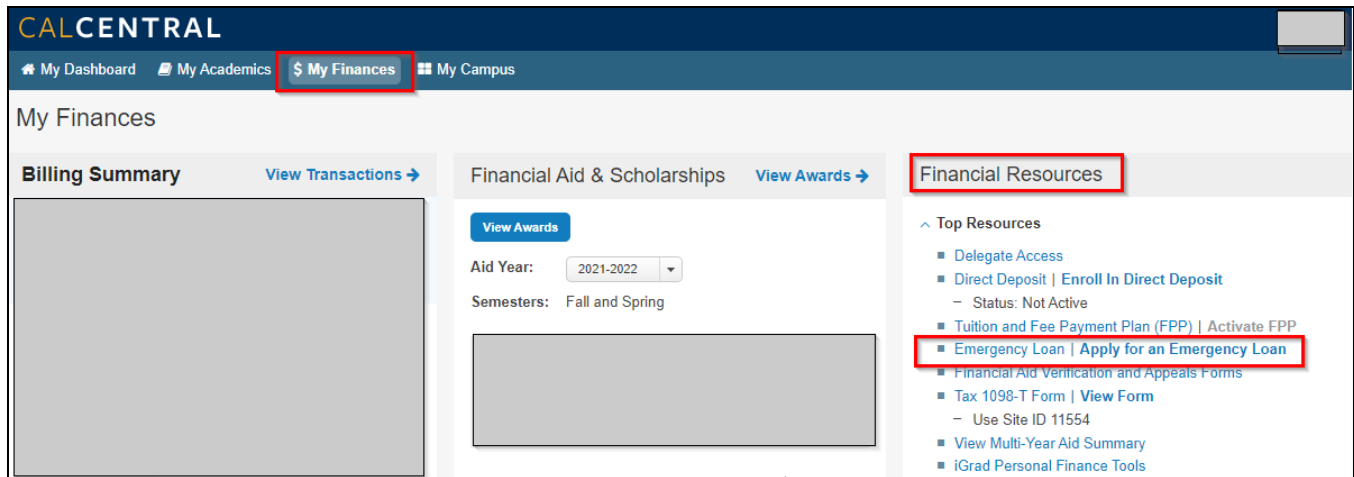 CALCENTRAL
My Dashboard My Academics $ My Finances My Campus
My Finances
Billing Summary View Transactions →
Financial Aid & Scholarships View Awards →
View Awards
Aid Year: 2021-2022
Semesters: Fall and Spring
Financial Resources
Top Resources
Delegate Access
Direct Deposit | Enroll In Direct Deposit
– Status: Not Active
Tuition and Fee Payment Plan (FPP) | Activate FPP
Emergency Loan | Apply for an Emergency Loan
Financial Aid Verification and Appeals Forms
Tax 1098-T Form | View Form
– Use Site ID 11554
View Multi-Year Aid Summary
iGrad Personal Finance Tools